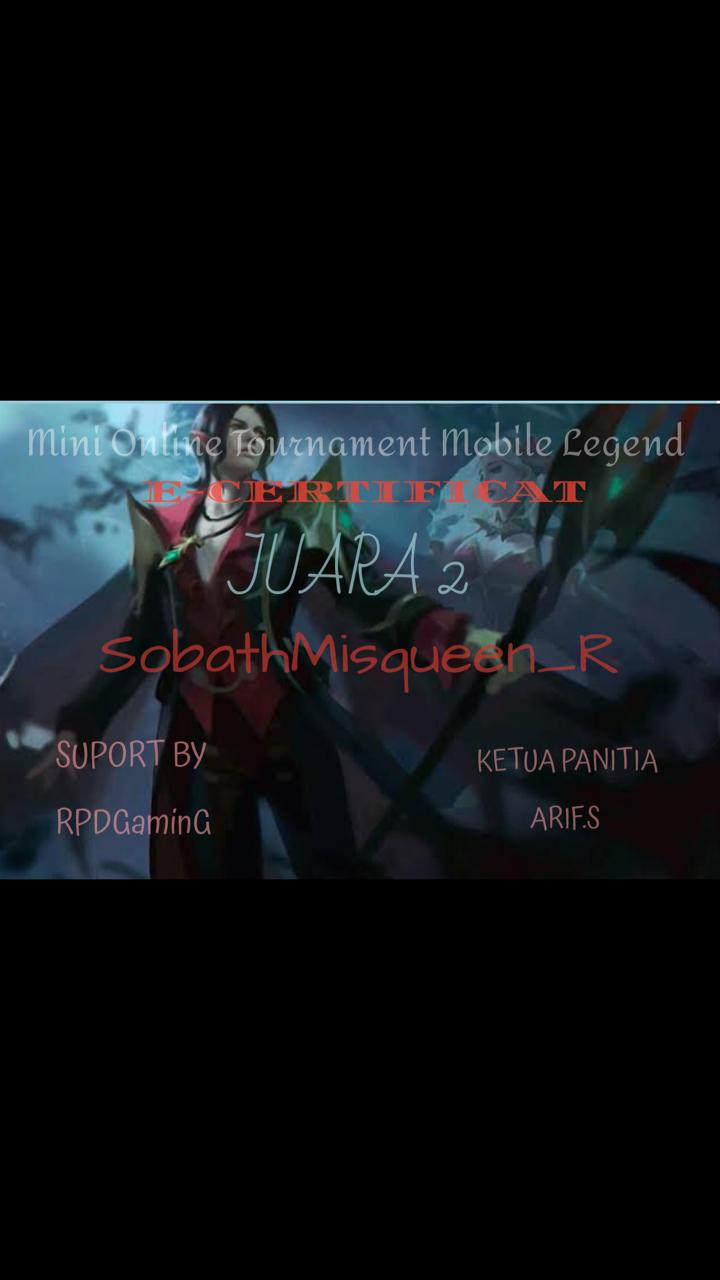 Mini Online Tournament Mobile Legend
E-CERTIFICAT
JUARA 2
SobathMisqueen_R
SUPORT BY
RPDGaminG
KETUA PANITIA
ARIF.S